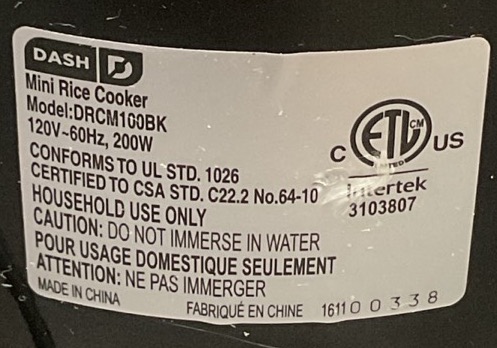 DASH D
Mini Rice Cooker
Model:DRCM100BK
120V~60Hz, 200W
CONFORMS TO UL STD. 1026
CERTIFIED TO CSA STD. C22.2 No.64-10
HOUSEHOLD USE ONLY
CAUTION: DO NOT IMMERSE IN WATER
POUR USAGE DOMESTIQUE SEULEMENT
ATTENTION: NE PAS IMMERGER
MADE IN CHINA
FABRIQUÉ EN CHINE 16110 0 3 3 8
C ETL CM US
LISTED
Intertek
3103807